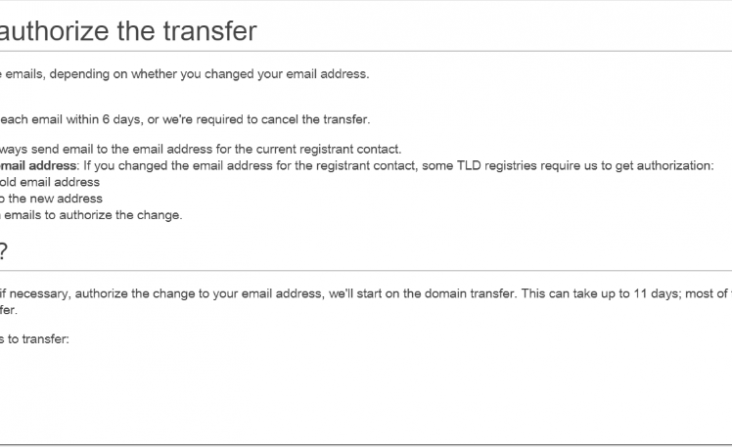 authorize the transfer
emails, depending on whether you changed your email address.
each email within 6 days, or we're required to cancel the transfer.
ways send email to the email address for the current registrant contact.
mail address: If you changed the email address for the registrant contact, some TLD registries require us to get authorization:
old email address
o the new address
emails to authorize the change.
?
if necessary, authorize the change to your email address, we'll start on the domain transfer. This can take up to 11 days; most of
fer.
s to transfer: